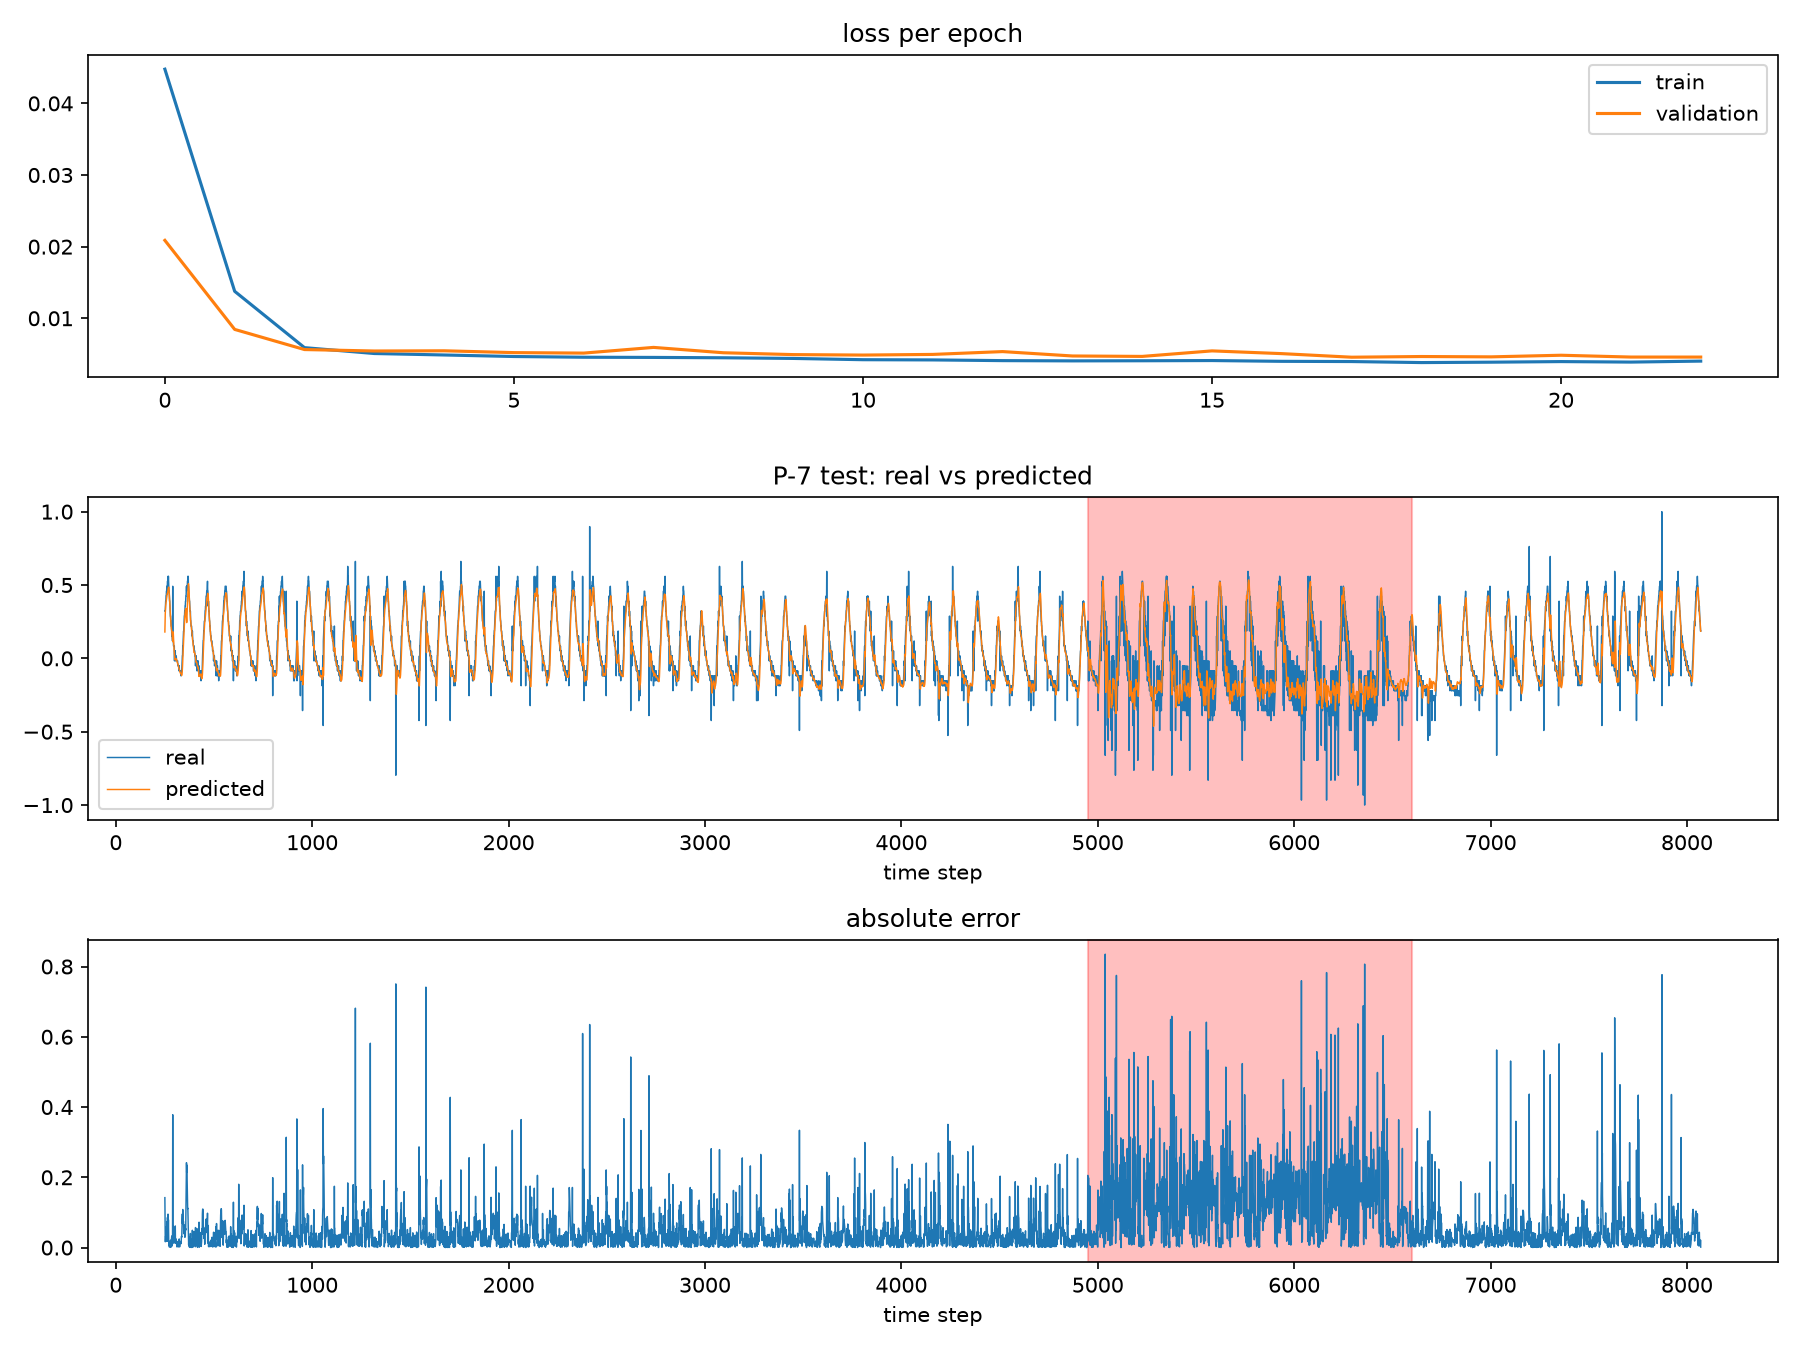 loss per epoch
train
validation
0.04
0.03
0.02
0.01
0 5 10 15 20
P-7 test: real vs predicted
1.0
0.5
0.0
−0.5
−1.0
real
predicted
0 1000 2000 3000 4000 5000 6000 7000 8000
time step
absolute error
0.8
0.6
0.4
0.2
0.0
0 1000 2000 3000 4000 5000 6000 7000 8000
time step